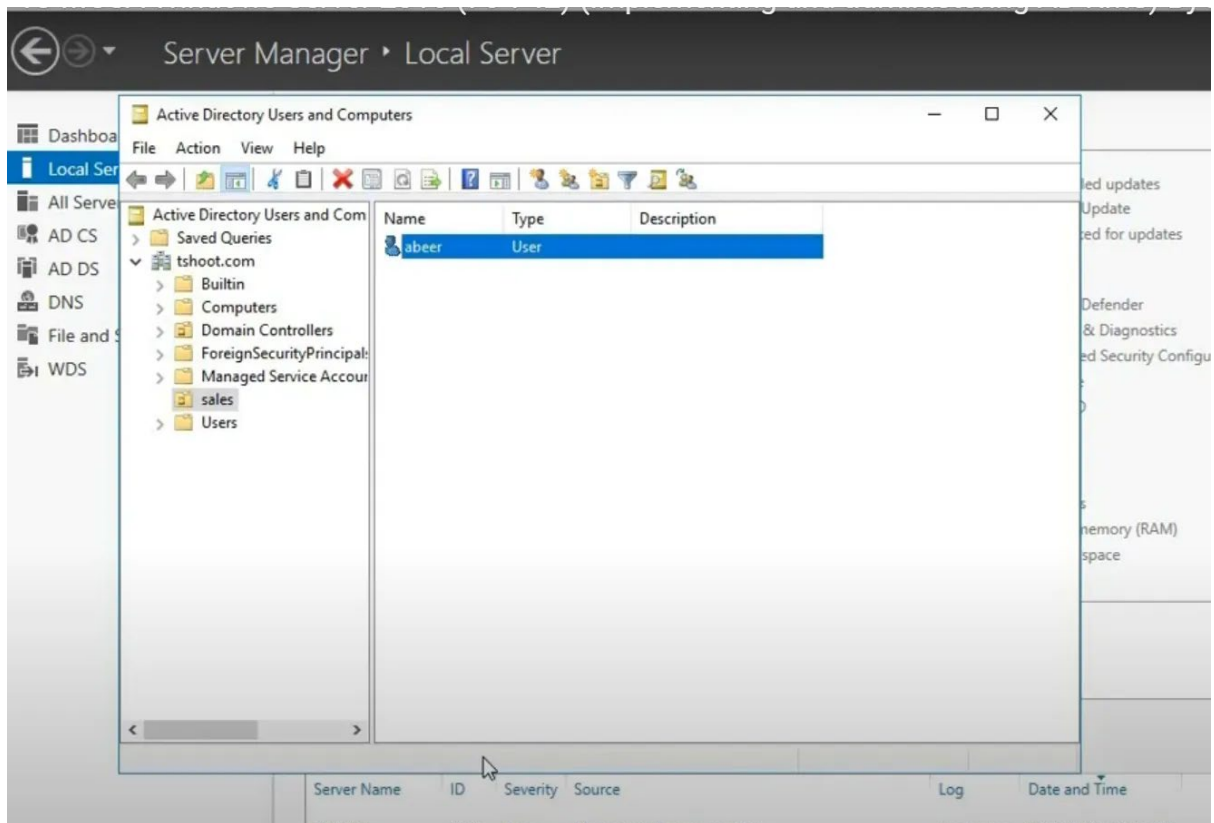 Server Manager ‣ Local Server
Active Directory Users and Computers
File Action View Help
Dashboa
Local Ser
All Serve
AD CS
AD DS
DNS
File and S
WDS
Active Directory Users and Com
Saved Queries
tshoot.com
Builtin
Computers
Domain Controllers
ForeignSecurityPrincipals
Managed Service Accour
sales
Users
Name Type Description
abeer User
led updates
Update
ked for updates
Defender
& Diagnostics
ed Security Configu
memory (RAM)
space
Server Name ID Severity Source Log Date and Time